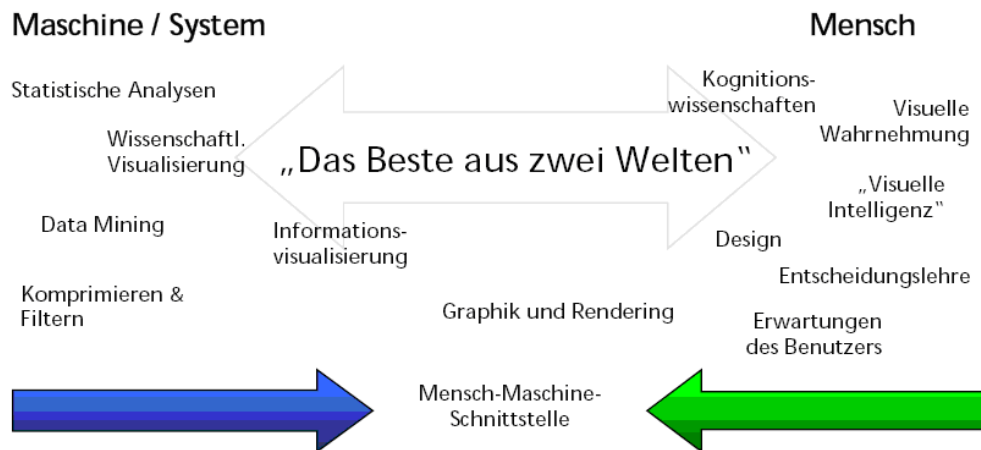 Maschine / System
Mensch
Statistische Analysen
Kognitions-
wissenschaften
Visuelle
Wahrnehmung
Wissenschaftl.
Visualisierung
„Das Beste aus zwei Welten“
„Visuelle
Intelligenz“
Data Mining
Informations-
visualisierung
Design
Entscheidungslehre
Komprimieren &
Filtern
Graphik und Rendering
Erwartungen
des Benutzers
Mensch-Maschine-
Schnittstelle